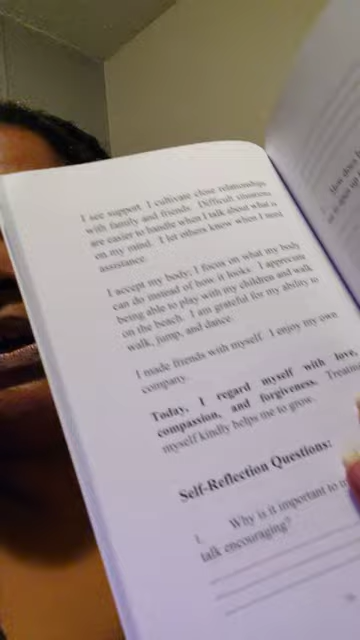 I see support. I cultivate close relationships
with family and friends. Difficult situations
are easier to handle when I talk about what is
on my mind. I let others know when I need
assistance.
I accept my body. I focus on what my body
can do instead of how it looks. I appreciate
being able to play with my children and walk
on the beach. I am grateful for my ability to
walk, jump, and dance.
I made friends with myself. I enjoy my own
company.
Today, I regard myself with love,
compassion, and forgiveness.
myself kindly helps me to grow.
Self-Reflection Questions:
1. Why is it important to
talk encouraging?
How does